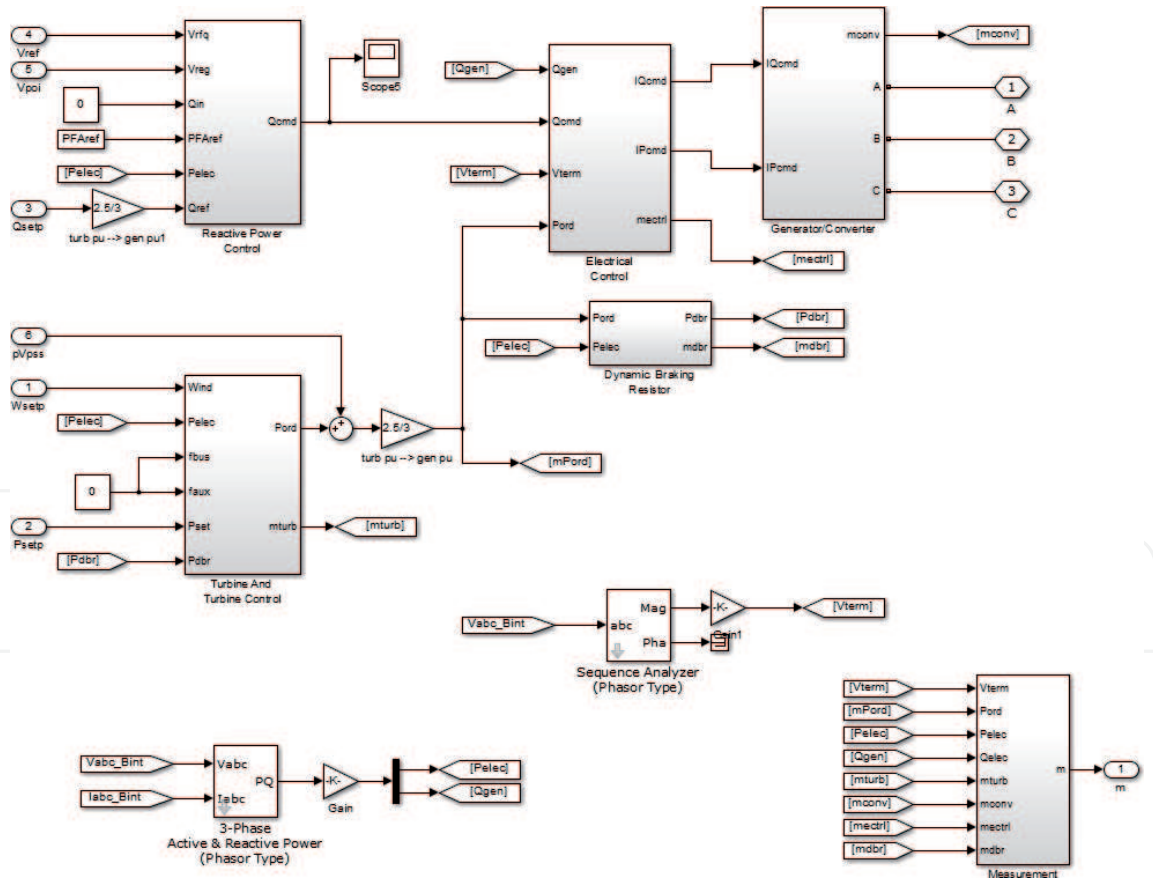 4
Vref
5
Vpoi
0
PFAref
[Pelec]
3
Qsetp
2.5/3
turb pu --> gen pu1
Vrfq
Vreg
Qin
PFAref
Pelec
Qref
Qcmd
Reactive Power
Control
Scope5
[Qgen]
[Vterm]
Qgen
Qcmd
Vterm
Pord
IQcmd
IPcmd
mectrl
Electrical
Control
IQcmd
IPcmd
mconv
A
B
C
Generator/Converter
[mconv]
1
A
2
B
3
C
[mectrl]
[Pelec]
Pord
Pelec
Pdbr
mdbr
Dynamic Braking
Resistor
[Pdbr]
[mdbr]
6
pVpss
1
Wsetp
[Pelec]
0
2
Psetp
[Pdbr]
Wind
Pelec
fbus
faux
Pset
Pdbr
Pord
mturb
Turbine And
Turbine Control
++
2.5/3
turb pu --> gen pu
[mPord]
[mturb]
Vabc_Bint
abc
Mag
Pha
Sequence Analyzer
(Phasor Type)
-K-
Gain1
[Vterm]
Vabc_Bint
Iabc_Bint
Vabc
Iabc
PQ
3-Phase
Active & Reactive Power
(Phasor Type)
-K-
Gain
[Pelec]
[Qgen]
[Vterm]
[mPord]
[Pelec]
[Qgen]
[mturb]
[mconv]
[mectrl]
[mdbr]
Vterm
Pord
Pelec
Qelec
mturb
mconv
mectrl
mdbr
m
Measurement
1
m